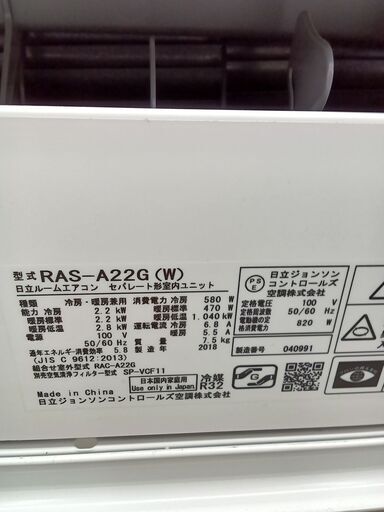 型式 RAS-A22G(W)
日立ルームエアコン セパレート形室内ユニット
種類 冷房・暖房兼用 消費電力 冷房 580 W
能力 冷房 2.2 kW 暖房標準 470 W
暖房標準 2.2 kW 暖房低温 1.040 kW
暖房低温 2.8 kW 運転電流 冷房 6.8 A
電源 100 V 暖房 5.5 A
50/60 Hz 質量 7.5 kg
通年エネルギー消費効率 5.8 2018
(JIS C 9612:2013)
組合せ室外型式 RAC-A22G
別売空気清浄フィルター型式 SP-VCF11
Made in China
日本国内家庭用
Use only in Japan
冷媒
R32
日立ジョンソンコントロールズ空調株式会社
PSE
日立ジョンソン
コントロールズ
空調株式会社
定格電圧 100 V
定格周波数 50/60 Hz
定格消費電力 820 W
製造番号 040991